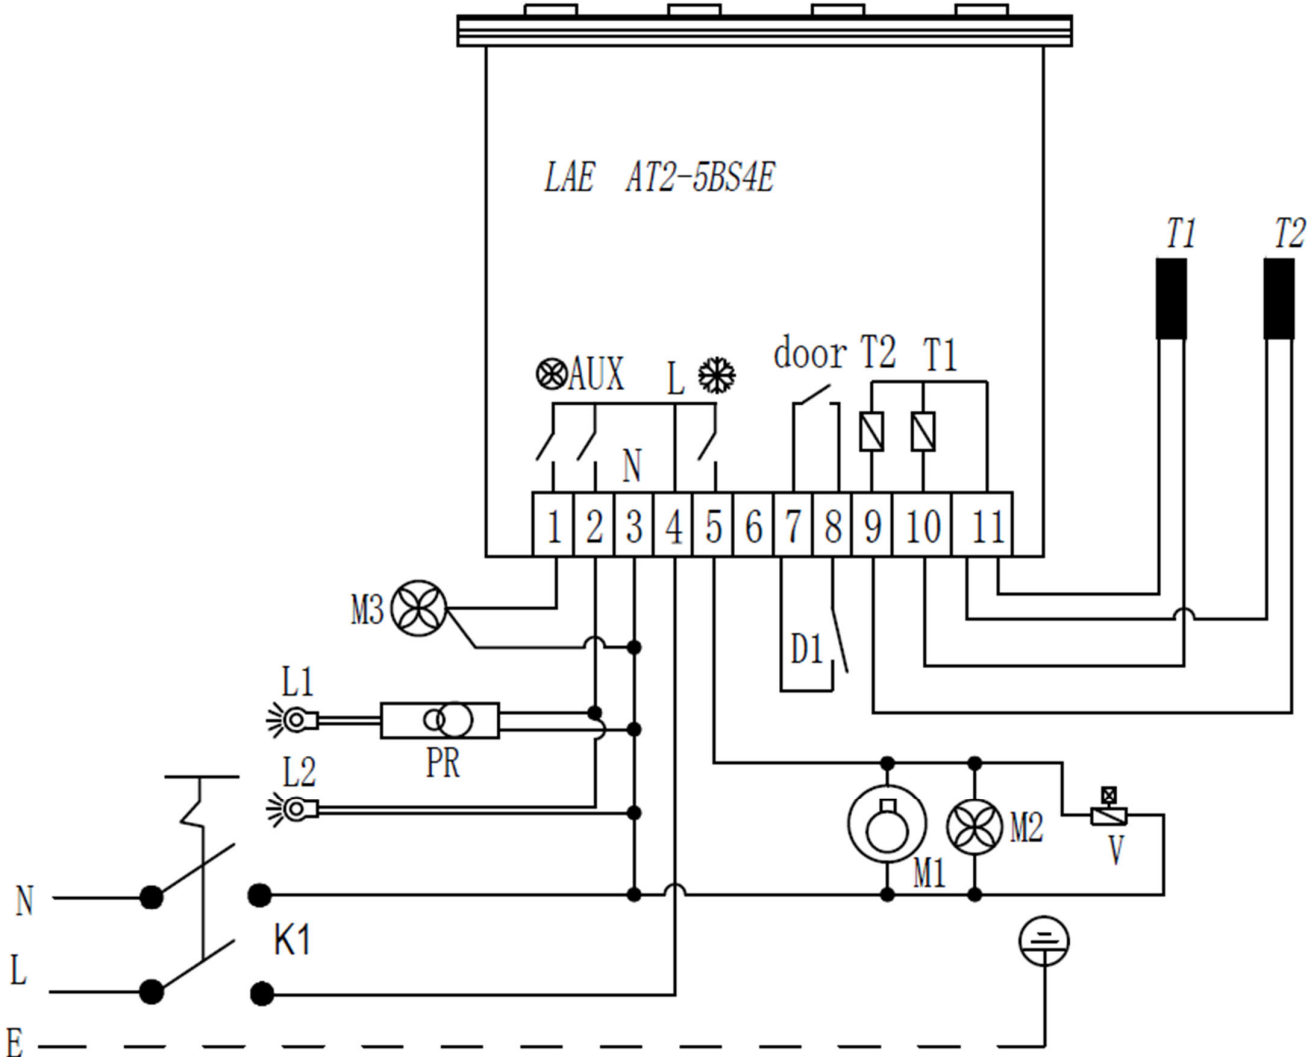 LAE AT2-5BS4E
T1 T2
door T2 T1
AUX L
N
1 2 3 4 5 6 7 8 9 10 11
M3
D1
L1
PR
L2
M2
V
M1
N
K1
L
E